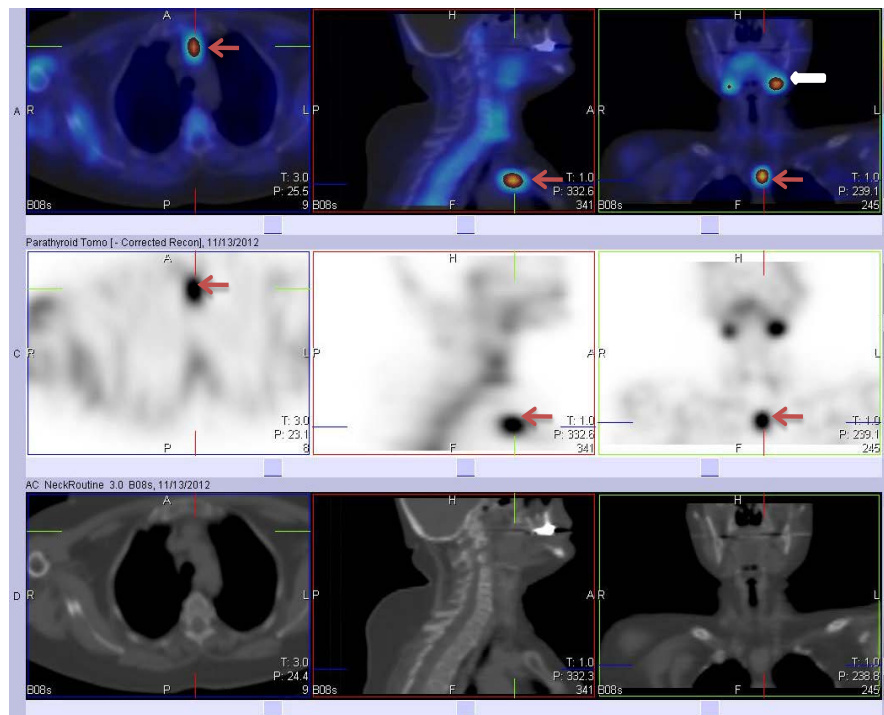 A H H
A R L P A R L
T: 3.0 T: 1.0 T: 1.0
P: 25.5 P: 332.6 P: 239.1
B08s P 9 B08s F 341 B08s F 245
Parathyroid Tomo [ - Corrected Recon], 11/13/2012
A H H
C R L P A R L
T: 3.0 T: 1.0 T: 1.0
P: 23.1 P: 332.6 P: 239.1
P F 341 F 245
AC NeckRoutine 3.0 B08s, 11/13/2012
A H H
D R L P A R L
T: 3.0 T: 1.0 T: 1.0
P: 24.4 P: 332.3 P: 238.8
B08s P 9 B08s F 341 B08s F 245